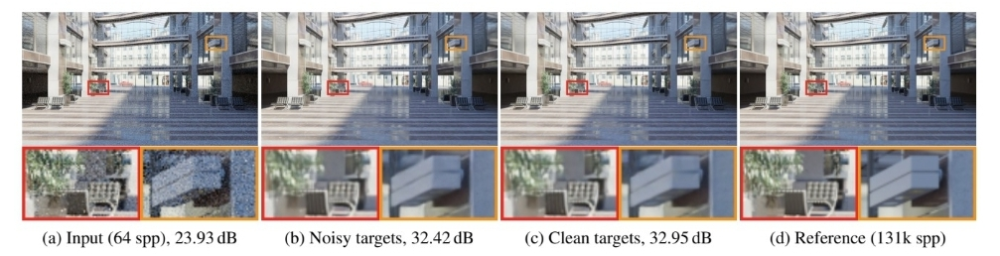 (a) Input (64 spp), 23.93 dB
(b) Noisy targets, 32.42 dB
(c) Clean targets, 32.95 dB
(d) Reference (131k spp)